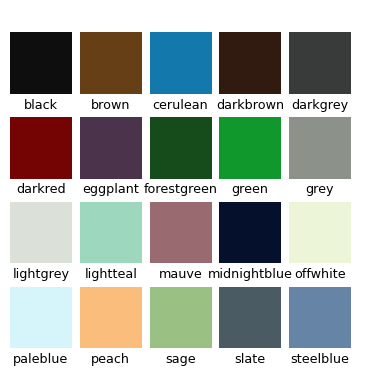 black brown cerulean darkbrown darkgrey
darkred eggplant forestgreen green grey
lightgrey lightteal mauve midnightblue offwhite
paleblue peach sage slate steelblue